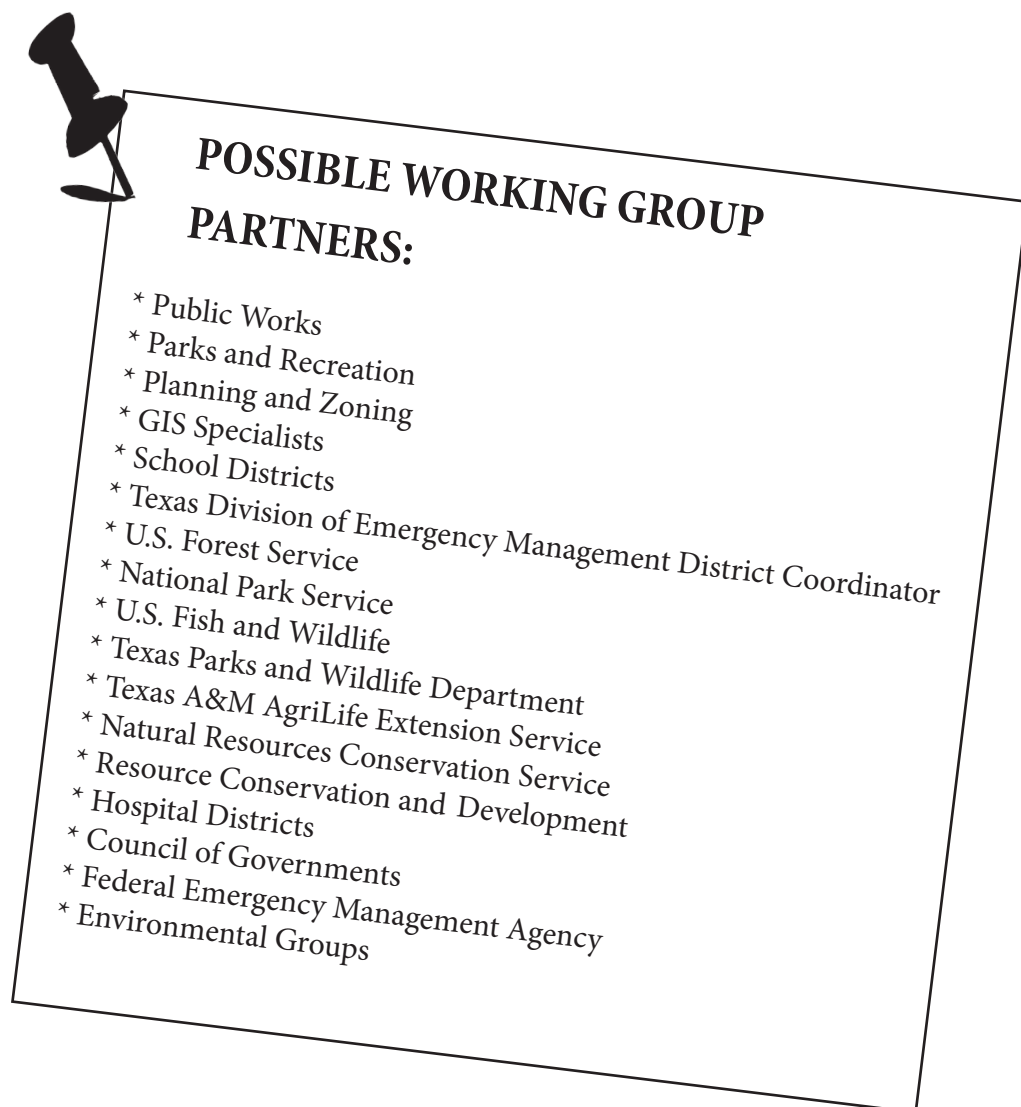 POSSIBLE WORKING GROUP
PARTNERS:
* Public Works
* Parks and Recreation
* Planning and Zoning
* GIS Specialists
* School Districts
* Texas Division of Emergency Management District Coordinator
* U.S. Forest Service
* National Park Service
* U.S. Fish and Wildlife
* Texas Parks and Wildlife Department
* Texas A&M AgriLife Extension Service
* Natural Resources Conservation Service
* Resource Conservation and Development
* Hospital Districts
* Council of Governments
* Federal Emergency Management Agency
* Environmental Groups